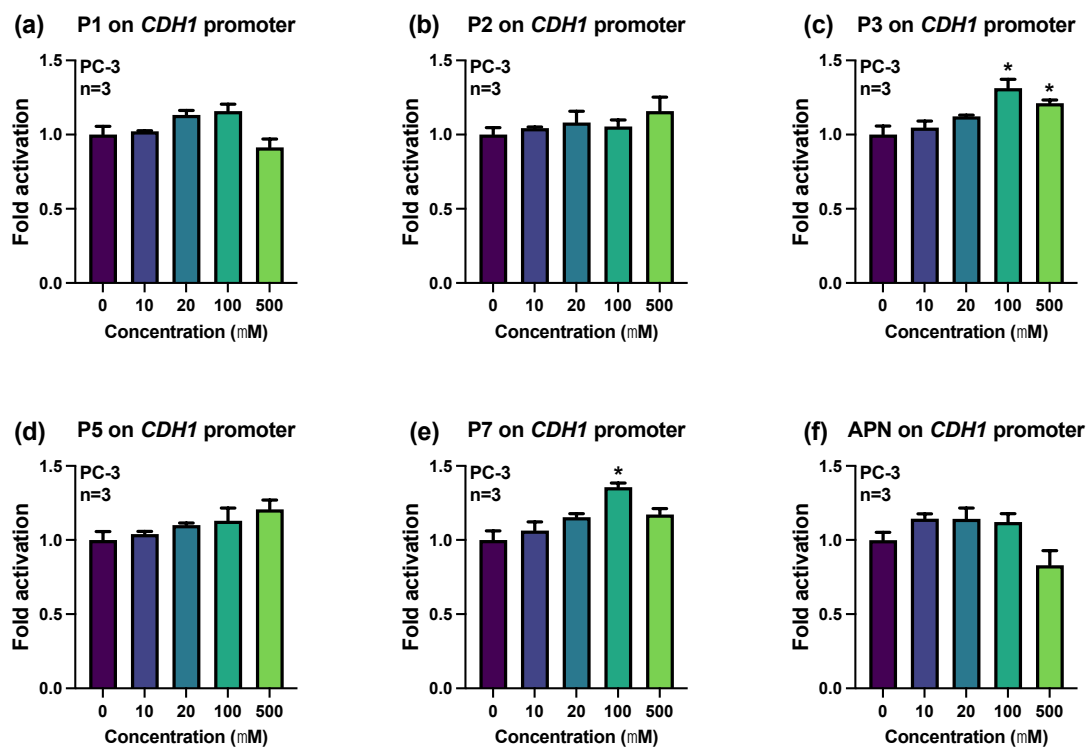 (a) P1 on CDH1 promoter
PC-3
n=3
Fold activation
1.5
1.0
0.5
0.0
0 10 20 100 500
Concentration (mM)
(b) P2 on CDH1 promoter
PC-3
n=3
Fold activation
1.5
1.0
0.5
0.0
0 10 20 100 500
Concentration (mM)
(c) P3 on CDH1 promoter
PC-3
n=3
* *
Fold activation
1.5
1.0
0.5
0.0
0 10 20 100 500
Concentration (mM)
(d) P5 on CDH1 promoter
PC-3
n=3
Fold activation
1.5
1.0
0.5
0.0
0 10 20 100 500
Concentration (mM)
(e) P7 on CDH1 promoter
PC-3
n=3
*
Fold activation
1.5
1.0
0.5
0.0
0 10 20 100 500
Concentration (mM)
(f) APN on CDH1 promoter
PC-3
n=3
Fold activation
1.5
1.0
0.5
0.0
0 10 20 100 500
Concentration (mM)